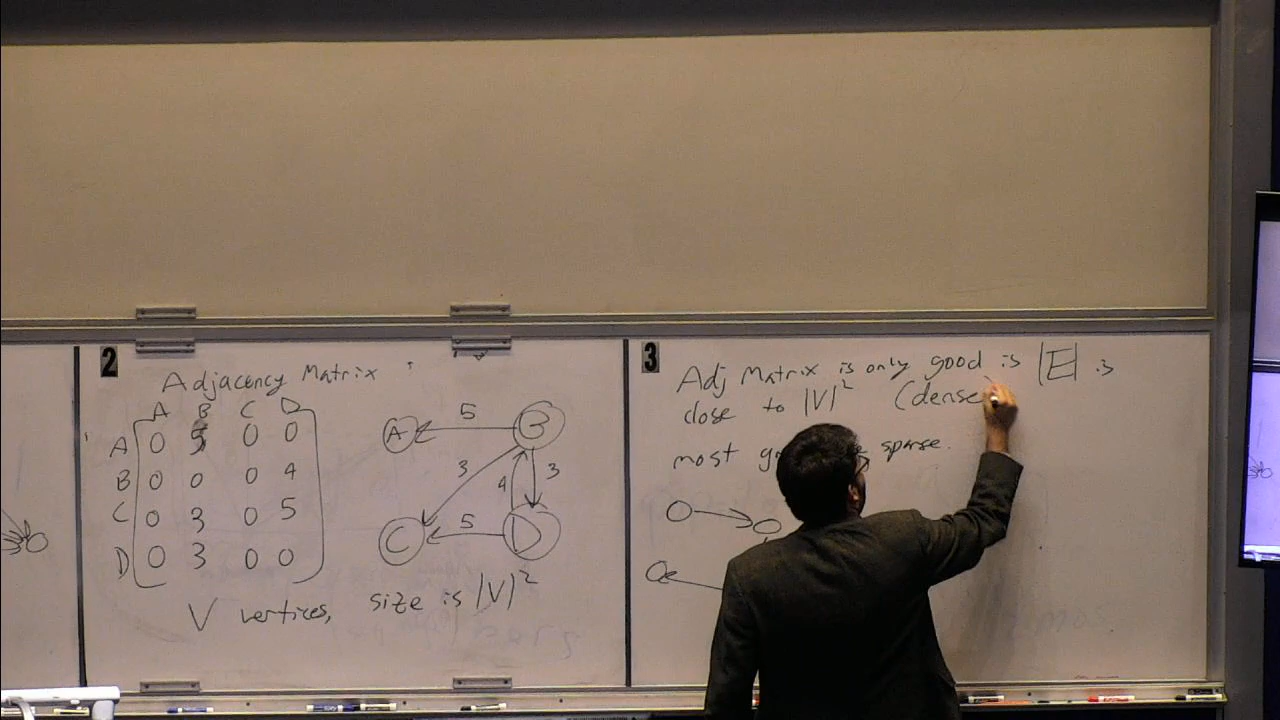 2
Adjacency Matrix
A B C D
A 0 5 0 0
B 0 0 0 4
C 0 3 0 5
D 0 3 0 0
V vertices, size is |V|²
A 5 B
3 4 3
C 5 D
3
Adj Matrix is only good is |E| is
close to |V|² (dense
most sparse.